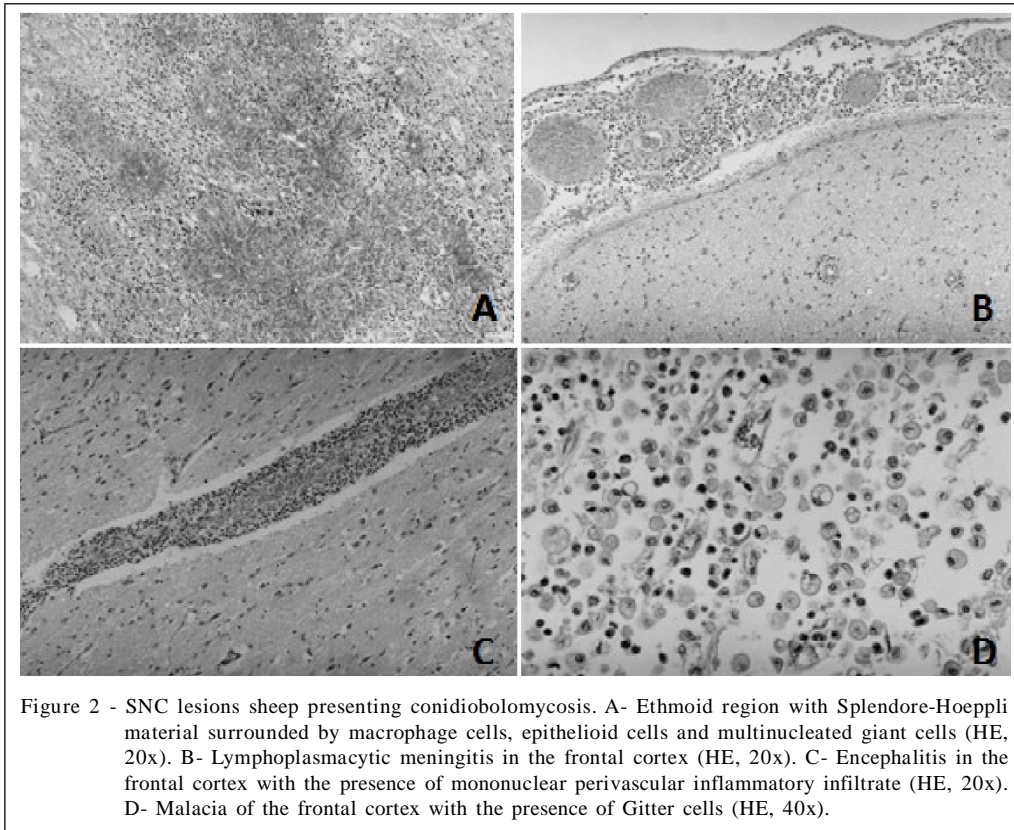 A
B
C
D
Figure 2 - SNC lesions sheep presenting conidiobolomycosis. A- Ethmoid region with Splendore-Hoeppli
material surrounded by macrophage cells, epithelioid cells and multinucleated giant cells (HE,
20x). B- Lymphoplasmacytic meningitis in the frontal cortex (HE, 20x). C- Encephalitis in the
frontal cortex with the presence of mononuclear perivascular inflammatory infiltrate (HE, 20x).
D- Malacia of the frontal cortex with the presence of Gitter cells (HE, 40x).